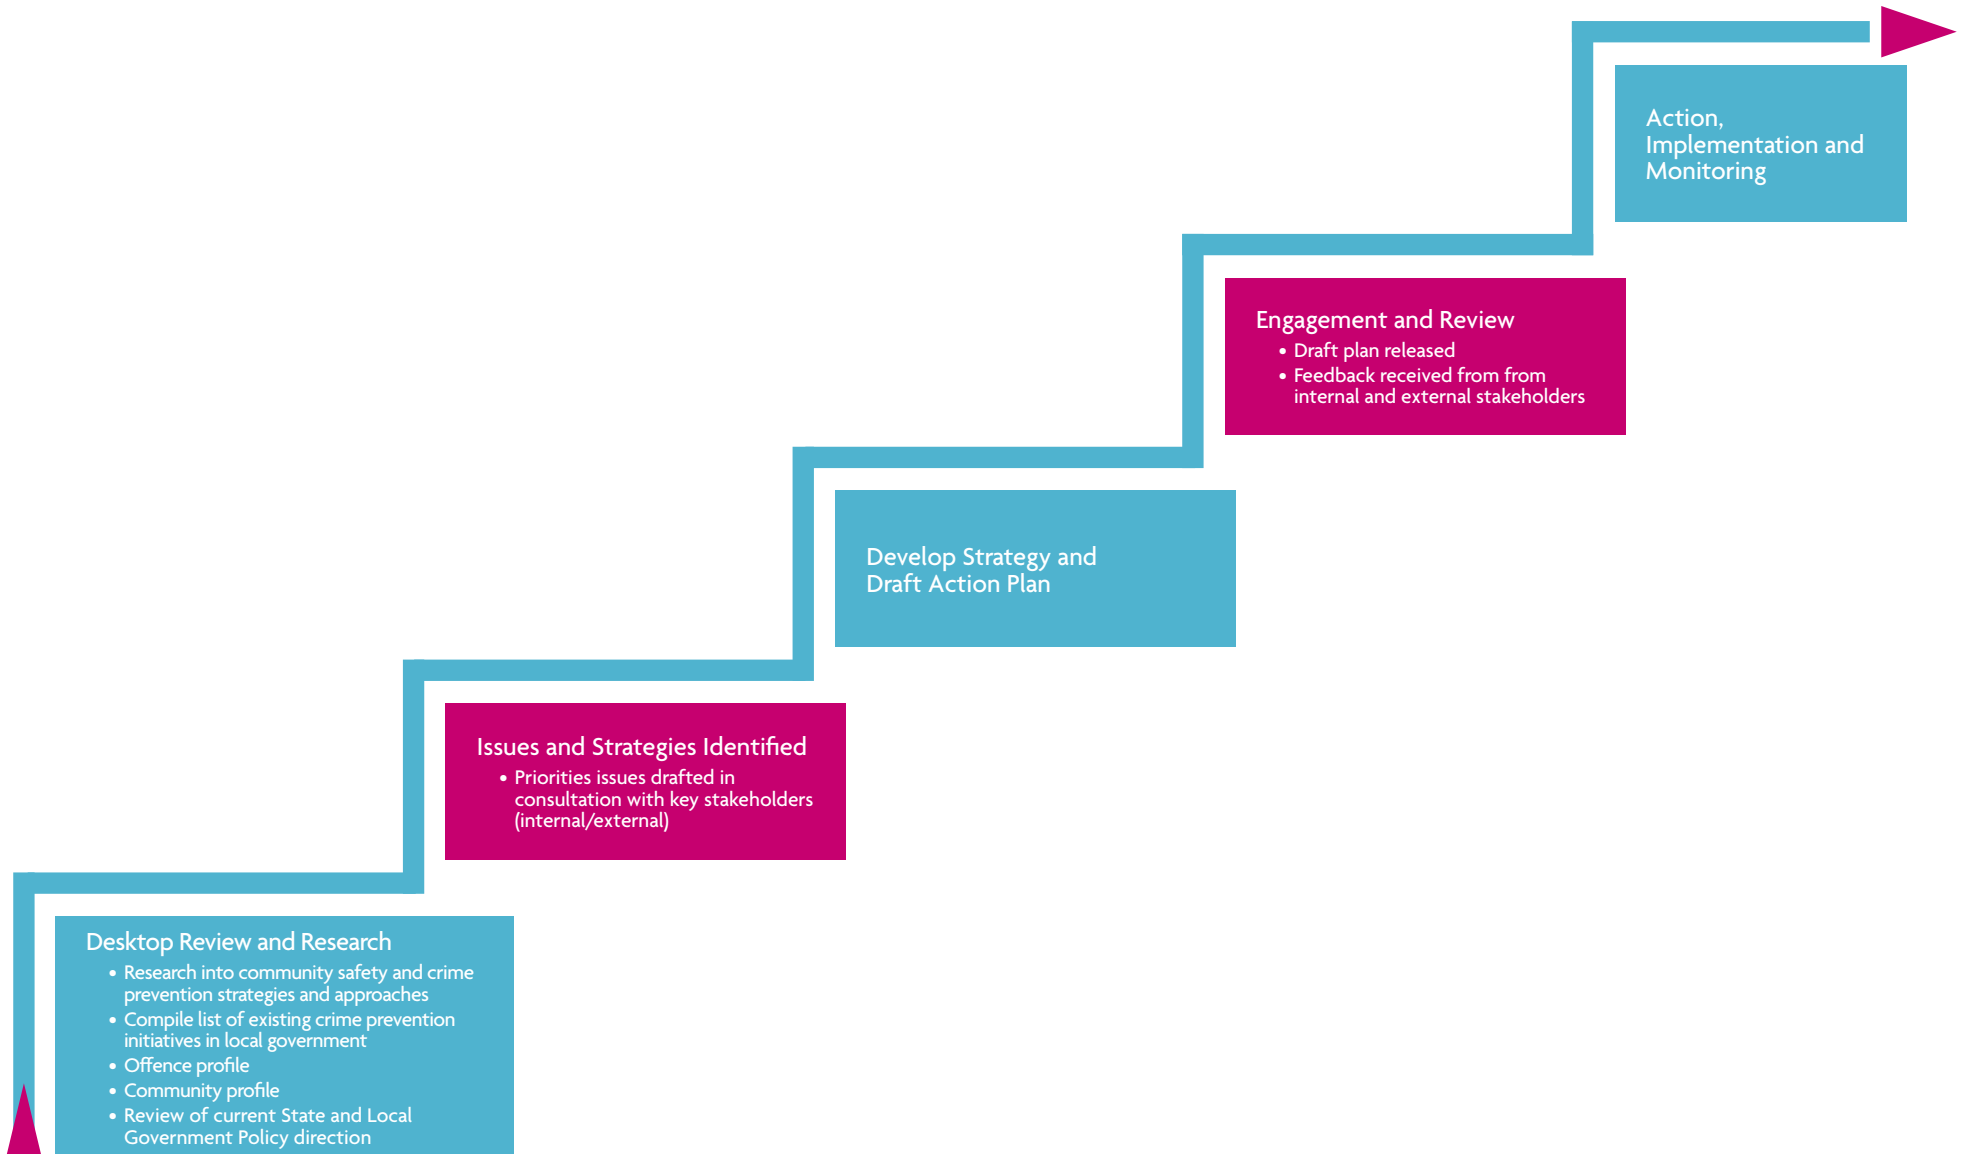 Action,
Implementation and
Monitoring
Engagement and Review
• Draft plan released
• Feedback received from from
internal and external stakeholders
Develop Strategy and
Draft Action Plan
Issues and Strategies Identified
• Priorities issues drafted in
consultation with key stakeholders
(internal/external)
Desktop Review and Research
• Research into community safety and crime
prevention strategies and approaches
• Compile list of existing crime prevention
initiatives in local government
• Offence profile
• Community profile
• Review of current State and Local
Government Policy direction